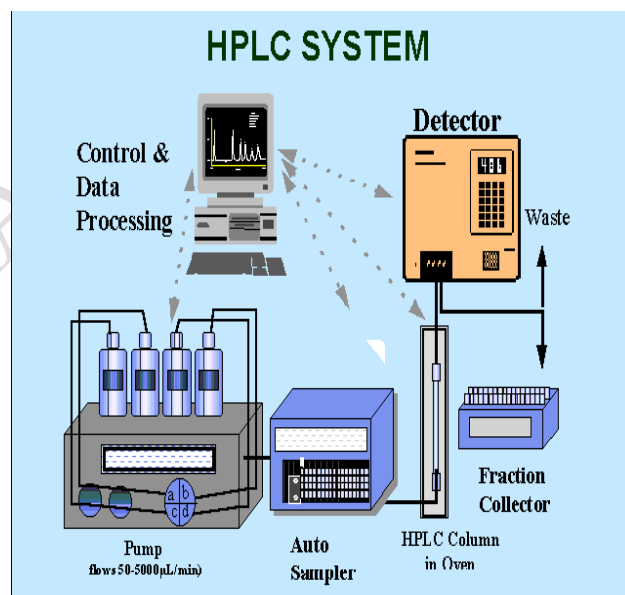 HPLC SYSTEM
Control &
Data
Processing
Detector
486
Waste
a b
c d
Pump
flows 50-5000µL/min)
Auto
Sampler
HPLC Column
in Oven
Fraction
Collector